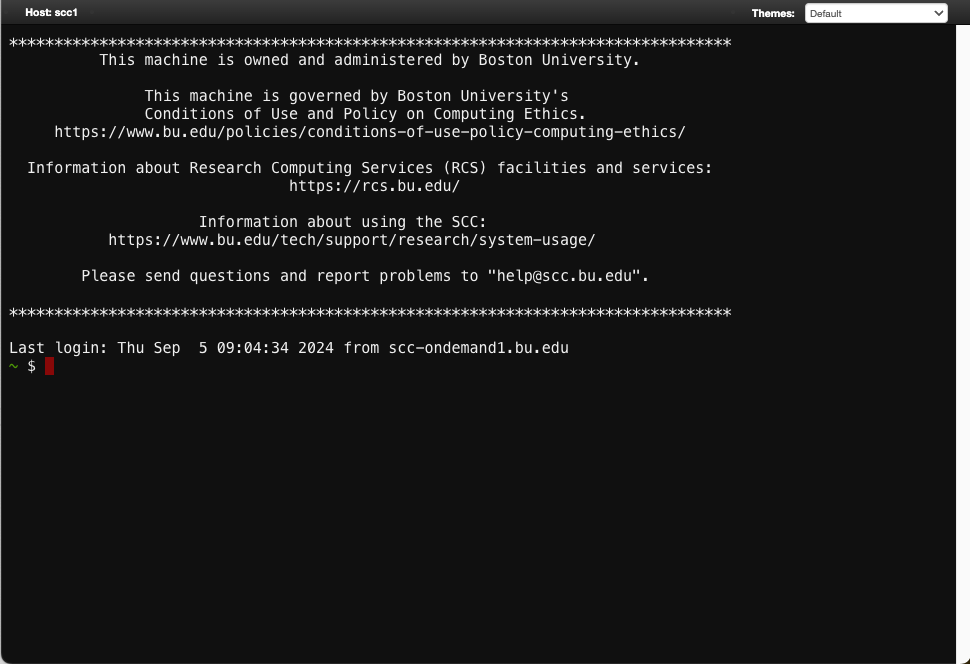 Host: scc1
Themes: Default
********************************************************************************
This machine is owned and administered by Boston University.
This machine is governed by Boston University's
Conditions of Use and Policy on Computing Ethics.
https://www.bu.edu/policies/conditions-of-use-policy-computing-ethics/
Information about Research Computing Services (RCS) facilities and services:
https://rcs.bu.edu/
Information about using the SCC:
https://www.bu.edu/tech/support/research/system-usage/
Please send questions and report problems to "help@scc.bu.edu".
********************************************************************************
Last login: Thu Sep  5 09:04:34 2024 from scc-ondemand1.bu.edu
~ $